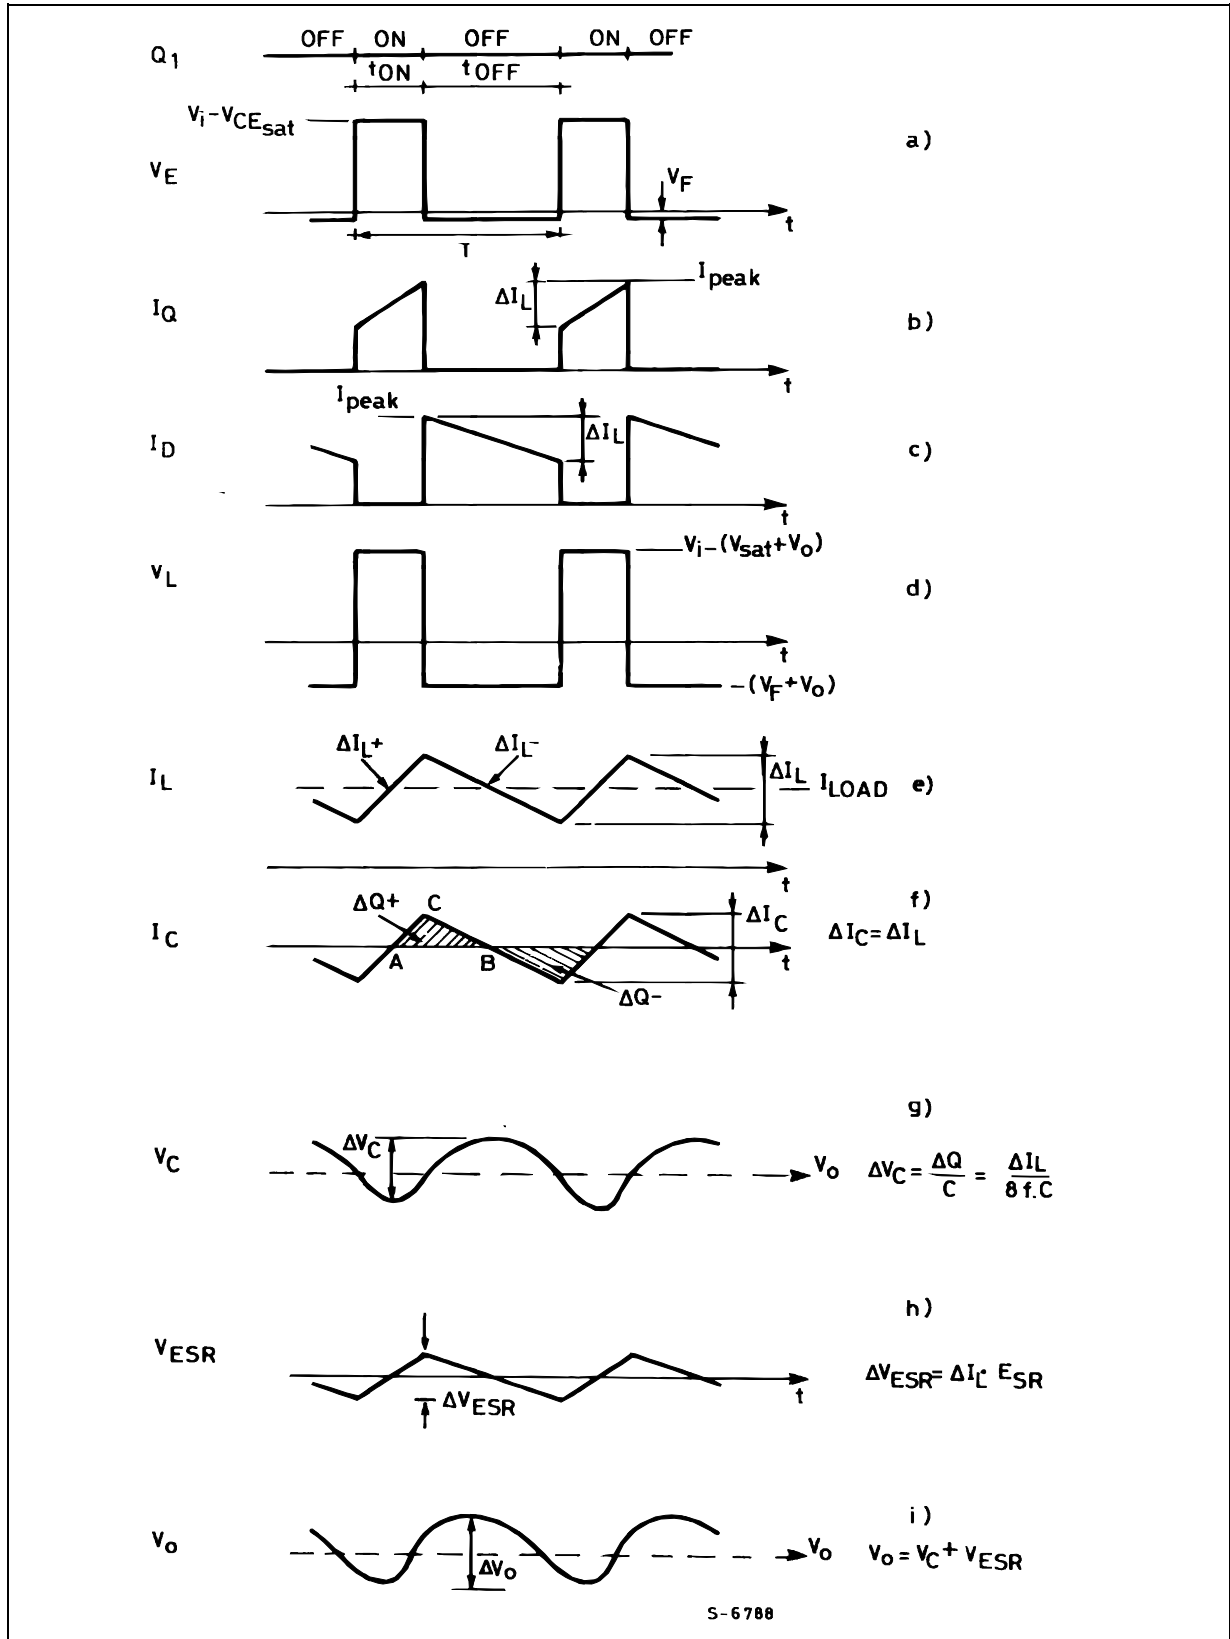 OFF ON OFF ON OFF
Q1
tON tOFF
Vi-VCEsat
a)
VE
VF
t
T
Ipeak
ΔIL
IQ
b)
t
Ipeak
ID
ΔIL
c)
t
Vi-(Vsat+Vo)
VL
d)
t
-(VF+Vo)
ΔIL+ ΔIL-
IL
ΔIL
ILOAD e)
t
f)
ΔQ+ C
ΔIC
IC
ΔIC=ΔIL
A B t
ΔQ-
g)
ΔVC
VC
Vo ΔVC=ΔQ/C=ΔIL/8f.C
h)
VESR
t
ΔVESR=ΔIL·ESR
ΔVESR
i)
Vo
Vo Vo=VC+VESR
ΔVo
S-6788